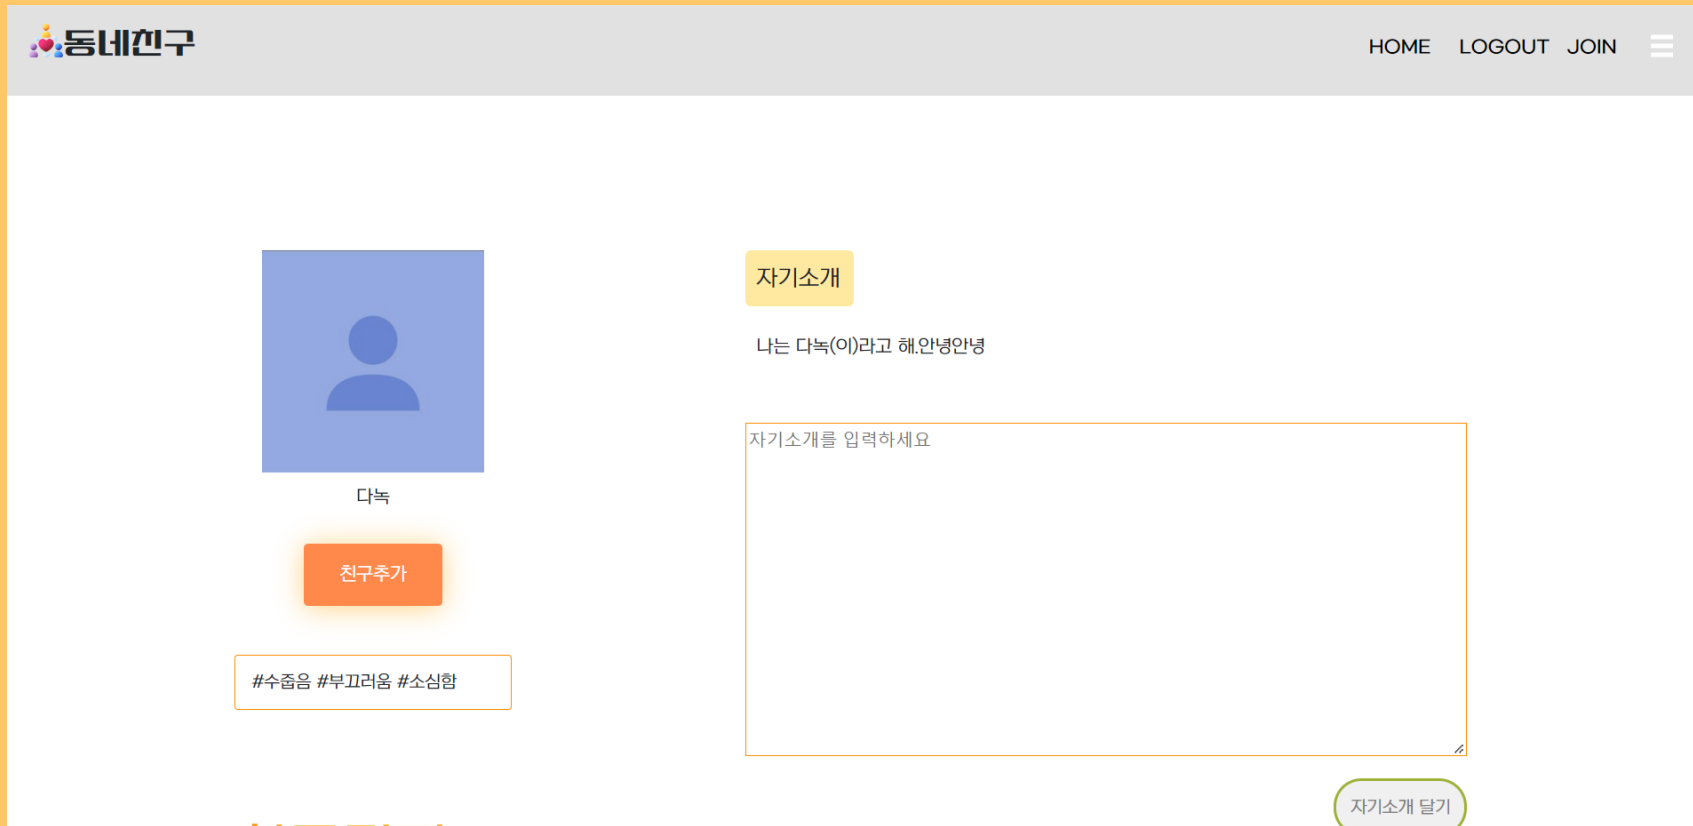 동네친구
HOME LOGOUT JOIN
자기소개
나는 다녹(이)라고 해.안녕안녕
자기소개를 입력하세요
다녹
친구추가
#수줍음 #부끄러움 #소심함
자기소개 달기